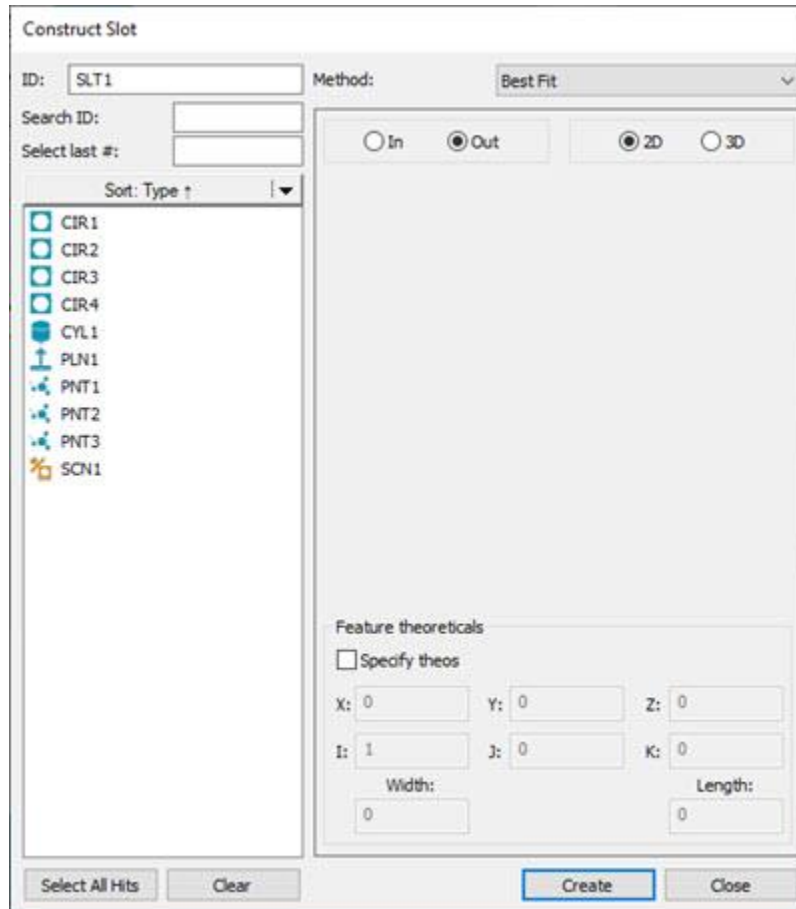 Construct Slot
ID: SLT1
Method: Best Fit
Search ID:
Select last #:
In Out 2D 3D
Sort: Type ↑
CIR1
CIR2
CIR3
CIR4
CYL1
PLN1
PNT1
PNT2
PNT3
SCN1
Feature theoreticals
Specify theos
X: 0 Y: 0 Z: 0
I: 1 J: 0 K: 0
Width: Length:
0 0
Select All Hits Clear Create Close